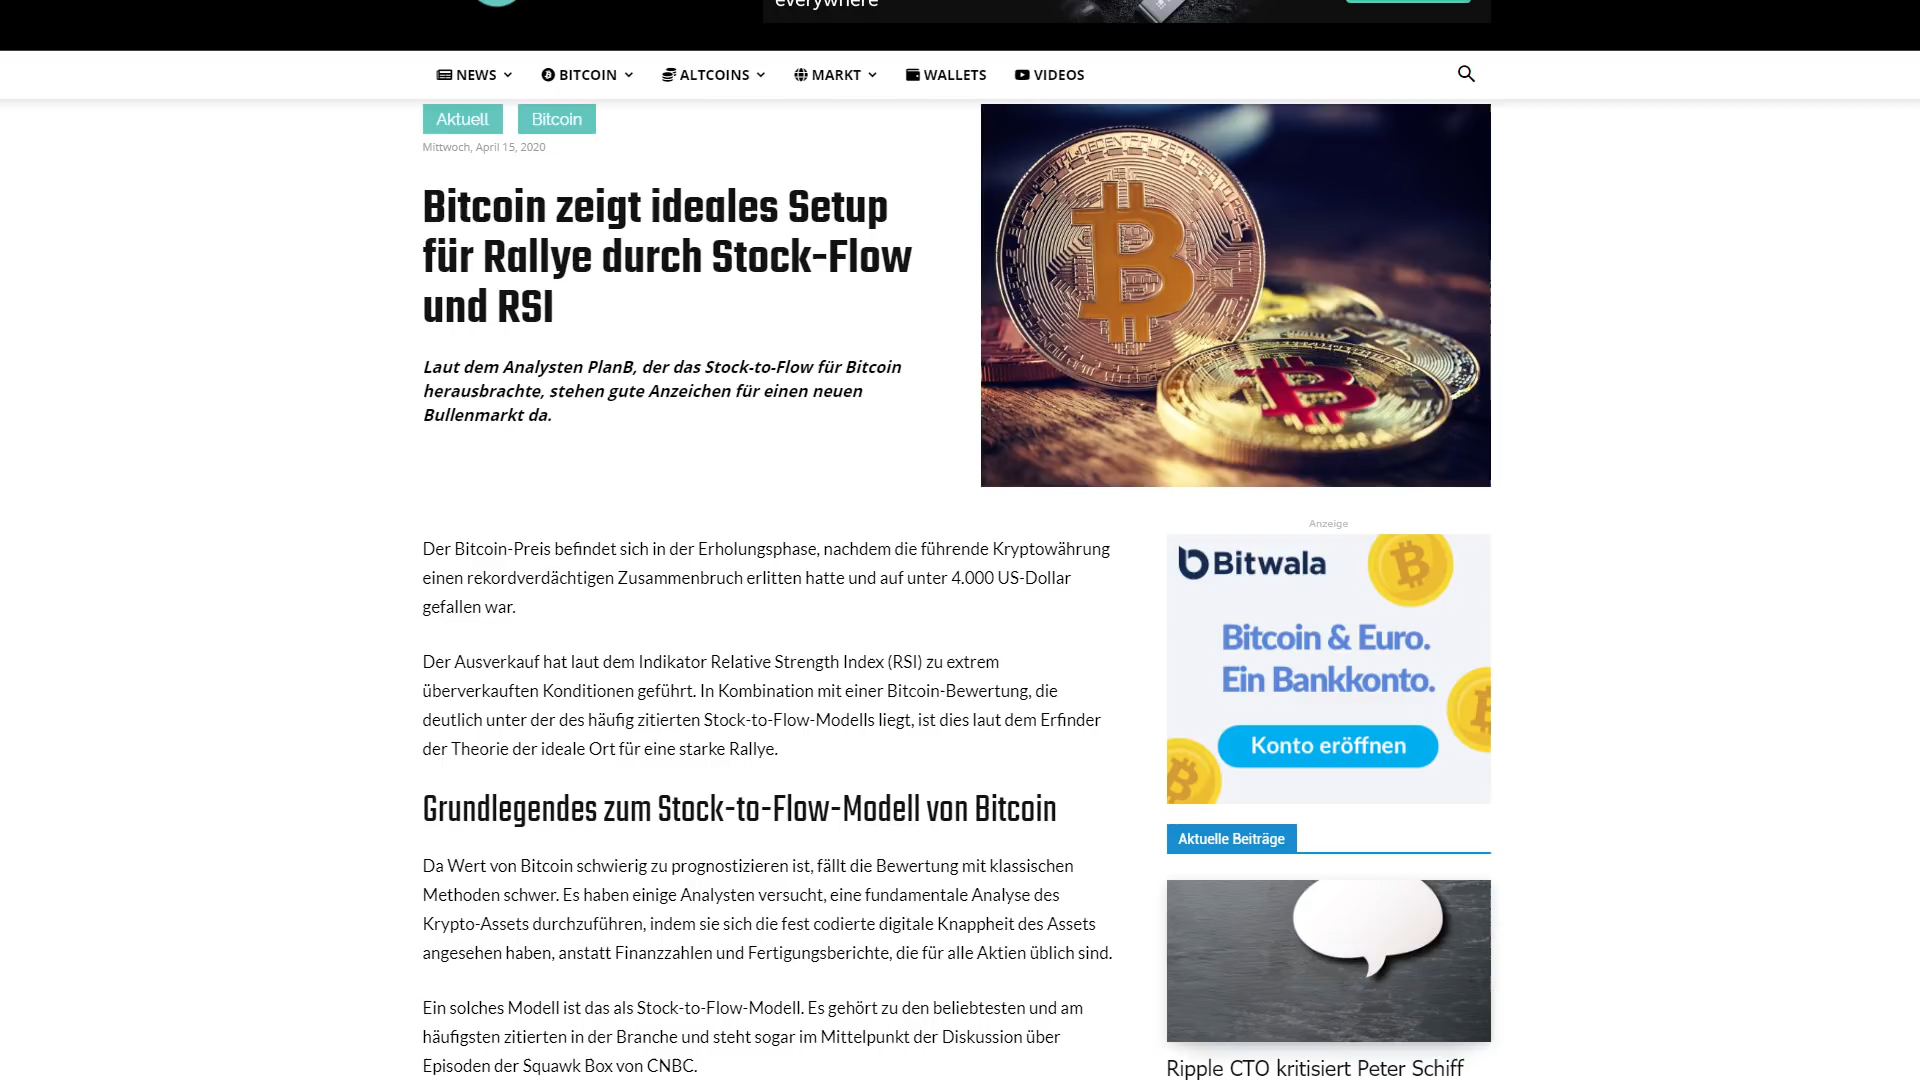 everywhere
NEWS
BITCOIN
ALTCOINS
MARKT
WALLETS
VIDEOS
Aktuell
Bitcoin
Mittwoch, April 15, 2020
Bitcoin zeigt ideales Setup
für Rallye durch Stock-Flow
und RSI
Laut dem Analysten PlanB, der das Stock-to-Flow für Bitcoin
herausbrachte, stehen gute Anzeichen für einen neuen
Bullenmarkt da.
Der Bitcoin-Preis befindet sich in der Erholungsphase, nachdem die führende Kryptowährung
einen rekordverdächtigen Zusammenbruch erlitten hatte und auf unter 4.000 US-Dollar
gefallen war.
Der Ausverkauf hat laut dem Indikator Relative Strength Index (RSI) zu extrem
überverkauften Konditionen geführt. In Kombination mit einer Bitcoin-Bewertung, die
deutlich unter der des häufig zitierten Stock-to-Flow-Modells liegt, ist dies laut dem Erfinder
der Theorie der ideale Ort für eine starke Rallye.
Grundlegendes zum Stock-to-Flow-Modell von Bitcoin
Da Wert von Bitcoin schwierig zu prognostizieren ist, fällt die Bewertung mit klassischen
Methoden schwer. Es haben einige Analysten versucht, eine fundamentale Analyse des
Krypto-Assets durchzuführen, indem sie sich die fest codierte digitale Knappheit des Assets
angesehen haben, anstatt Finanzzahlen und Fertigungsberichte, die für alle Aktien üblich sind.
Ein solches Modell ist das als Stock-to-Flow-Modell. Es gehört zu den beliebtesten und am
häufigsten zitierten in der Branche und steht sogar im Mittelpunkt der Diskussion über
Episoden der Squawk Box von CNBC.
Anzeige
Bitwala
Bitcoin & Euro.
Ein Bankkonto.
Konto eröffnen
Aktuelle Beiträge
Ripple CTO kritisiert Peter Schiff